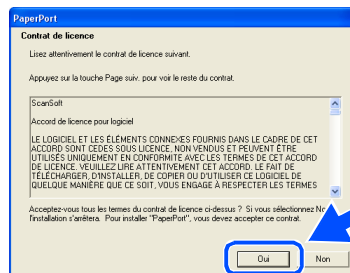 PaperPort
Contrat de licence
Lisez attentivement le contrat de licence suivant.
Appuyez sur la touche Page suiv. pour voir le reste du contrat.
ScanSoft
Accord de licence pour logiciel
LE LOGICIEL ET LES ÉLÉMENTS CONNEXES FOURNIS DANS LE CADRE DE CET
ACCORD SONT CEDES SOUS LICENCE, NON VENDUS ET PEUVENT ÊTRE
UTILISÉS UNIQUEMENT EN CONFORMITE AVEC LES TERMES DE CET ACCORD
DE LICENCE. VEUILLEZ LIRE ATTENTIVEMENT CET ACCORD. LE FAIT DE
TÉLÉCHARGER, D'INSTALLER, DE COPIER OU D'UTILISER CE LOGICIEL DE
QUELQUE MANIÈRE QUE CE SOIT, VOUS ENGAGE À RESPECTER LES TERMES
Acceptez-vous tous les termes du contrat de licence ci-dessus ? Si vous sélectionnez
l'installation s'arrêtera. Pour installer "PaperPort", vous devez accepter ce contrat.
Oui
Non